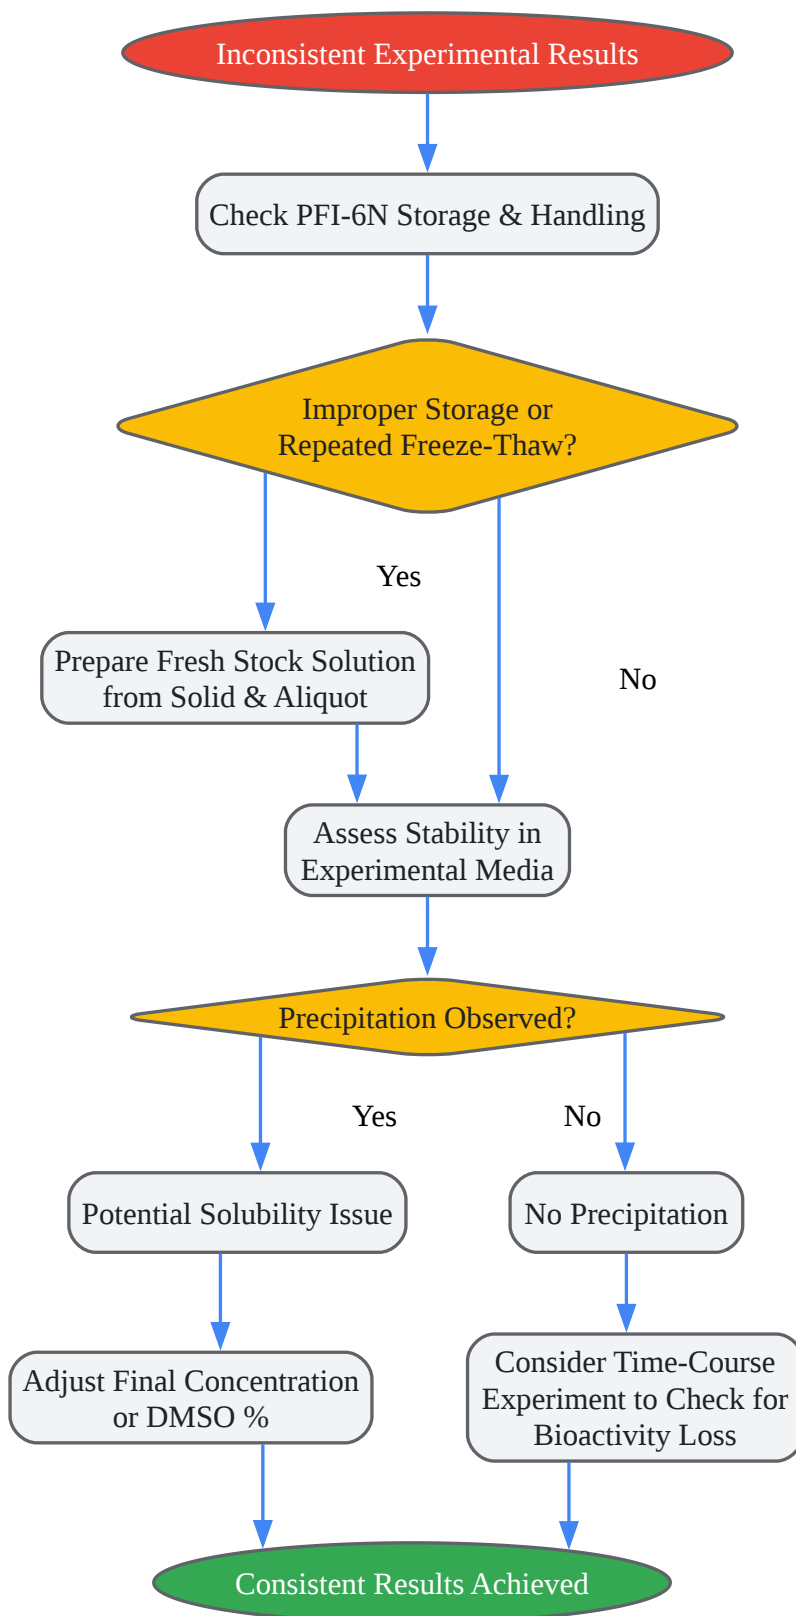 Inconsistent Experimental Results
Check PFI-6N Storage & Handling
Improper Storage or
Repeated Freeze-Thaw?
Yes
Prepare Fresh Stock Solution
from Solid & Aliquot
No
Assess Stability in
Experimental Media
Precipitation Observed?
Yes
No
Potential Solubility Issue
No Precipitation
Adjust Final Concentration
or DMSO %
Consider Time-Course
Experiment to Check for
Bioactivity Loss
Consistent Results Achieved